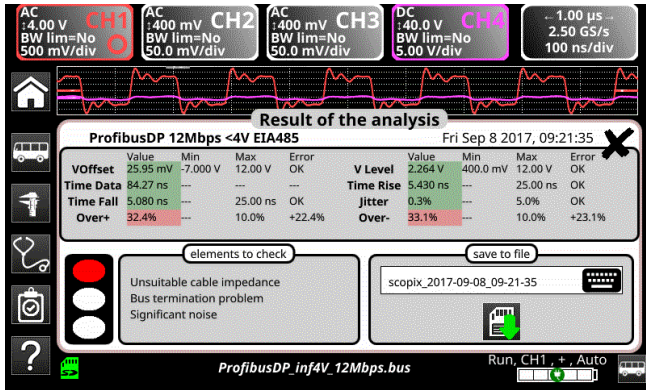 AC
↕4.00 V CH1
BW lim=No
500 mV/div
AC
↕400 mV CH2
BW lim=No
50.0 mV/div
AC
↕400 mV CH3
BW lim=No
50.0 mV/div
DC
↕40.0 V CH4
BW lim=No
5.00 V/div
←1.00 µs→
2.50 GS/s
100 ns/div
Result of the analysis
ProfibusDP 12Mbps <4V EIA485 Fri Sep 8 2017, 09:21:35
Value Min Max Error Value Min Max Error
VOffset 25.95 mV -7.000 V 12.00 V OK V Level 2.264 V 400.0 mV 12.00 V OK
Time Data 84.27 ns --- --- --- Time Rise 5.430 ns --- 25.00 ns OK
Time Fall 5.080 ns --- 25.00 ns OK Jitter 0.3% --- 5.0% OK
Over+ 32.4% --- 10.0% +22.4% Over- 33.1% --- 10.0% +23.1%
elements to check
Unsuitable cable impedance
Bus termination problem
Significant noise
save to file
scopix_2017-09-08_09-21-35
ProfibusDP_inf4V_12Mbps.bus
Run, CH1 , + , Auto